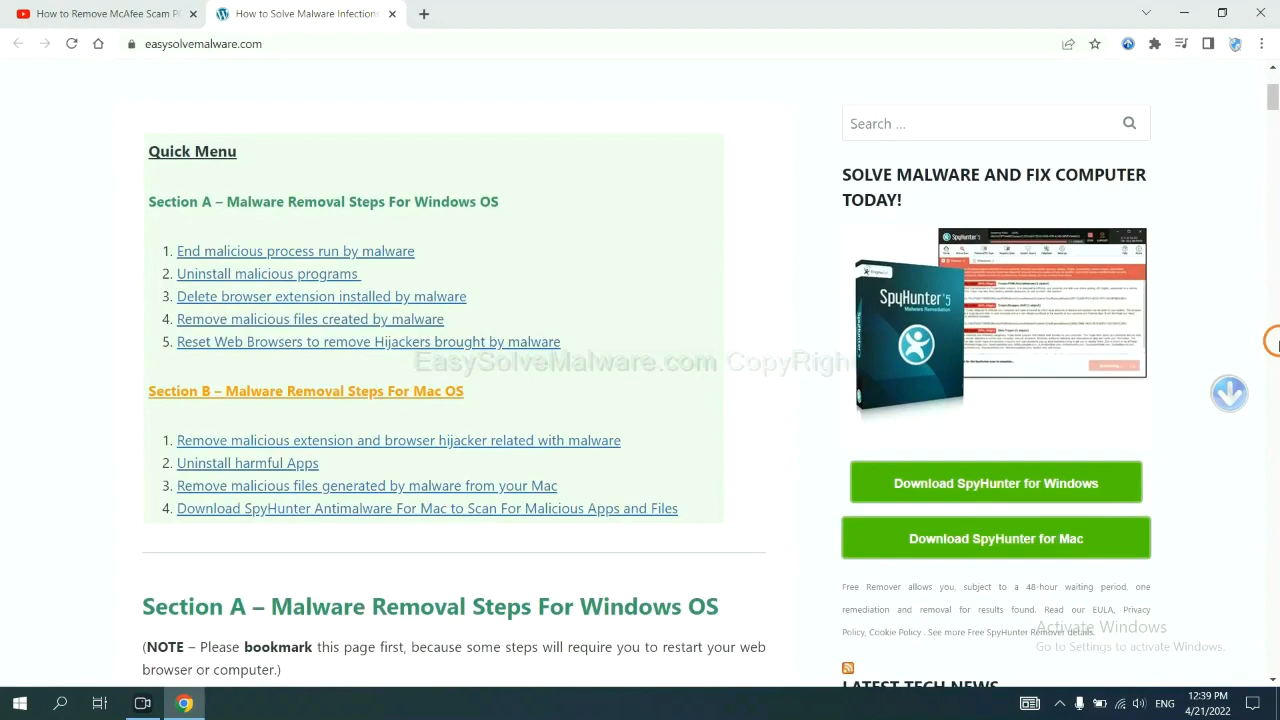 How to Remove McAfee Scam P
How to Solve Malware Infections
easysolvemalware.com
Quick Menu
Section A – Malware Removal Steps For Windows OS
1. End malicious process run by malware
2. Uninstall malicious programs
3. Delete browser extension installed by malware
4. Remove malicious
by malware
5. Reset Web Browsers to remove Hijackers brought by malware
Section B – Malware Removal Steps For Mac OS
1. Remove malicious extension and browser hijacker related with malware
2. Uninstall harmful Apps
3. Remove malicious files generated by malware from your Mac
4. Download SpyHunter Antimalware For Mac to Scan For Malicious Apps and Files
Section A – Malware Removal Steps For Windows OS
(NOTE – Please bookmark this page first, because some steps will require you to restart your web
browser or computer.)
Search ...
SOLVE MALWARE AND FIX COMPUTER
TODAY!
SpyHunter 5
Malware Remediation
SpyHunter 5
Download SpyHunter for Windows
Download SpyHunter for Mac
Free Remover allows you, subject to a 48-hour waiting period, one
remediation and removal for results found. Read our EULA, Privacy
Policy, Cookie Policy . See more Free SpyHunter Remover details.
LATEST TECH NEWS
Activate Windows
Go to Settings to activate Windows.
ENG
12:39 PM
4/21/2022